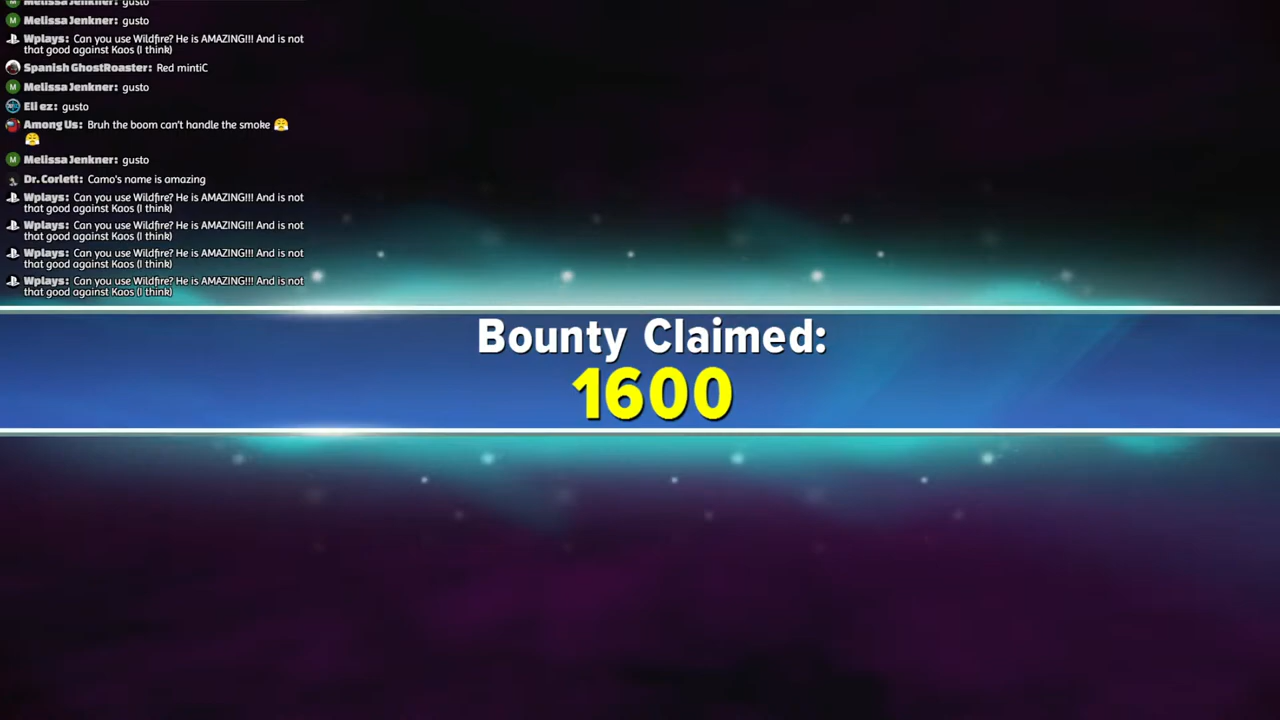 Melissa Jenkner: gusto
Melissa Jenkner: gusto
Wplays: Can you use Wildfire? He is AMAZING!!! And is not
that good against Kaos (I think)
Spanish GhostRoaster: Red mintiC
Melissa Jenkner: gusto
Eli ez: gusto
Among Us: Bruh the boom can't handle the smoke 😤
😤
Melissa Jenkner: gusto
Dr. Corlett: Camo's name is amazing
Wplays: Can you use Wildfire? He is AMAZING!!! And is not
that good against Kaos (I think)
Wplays: Can you use Wildfire? He is AMAZING!!! And is not
that good against Kaos (I think)
Wplays: Can you use Wildfire? He is AMAZING!!! And is not
that good against Kaos (I think)
Wplays: Can you use Wildfire? He is AMAZING!!! And is not
that good against Kaos (I think)
Bounty Claimed:
1600